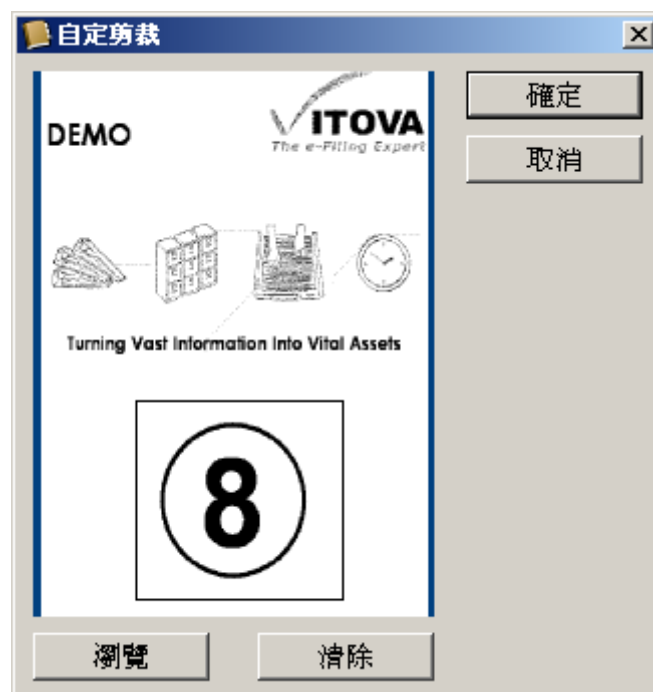 自定剪裁
確定
取消
DEMO
VITOVA
The e-Filing Expert
Turning Vast Information Into Vital Assets
8
瀏覽
清除